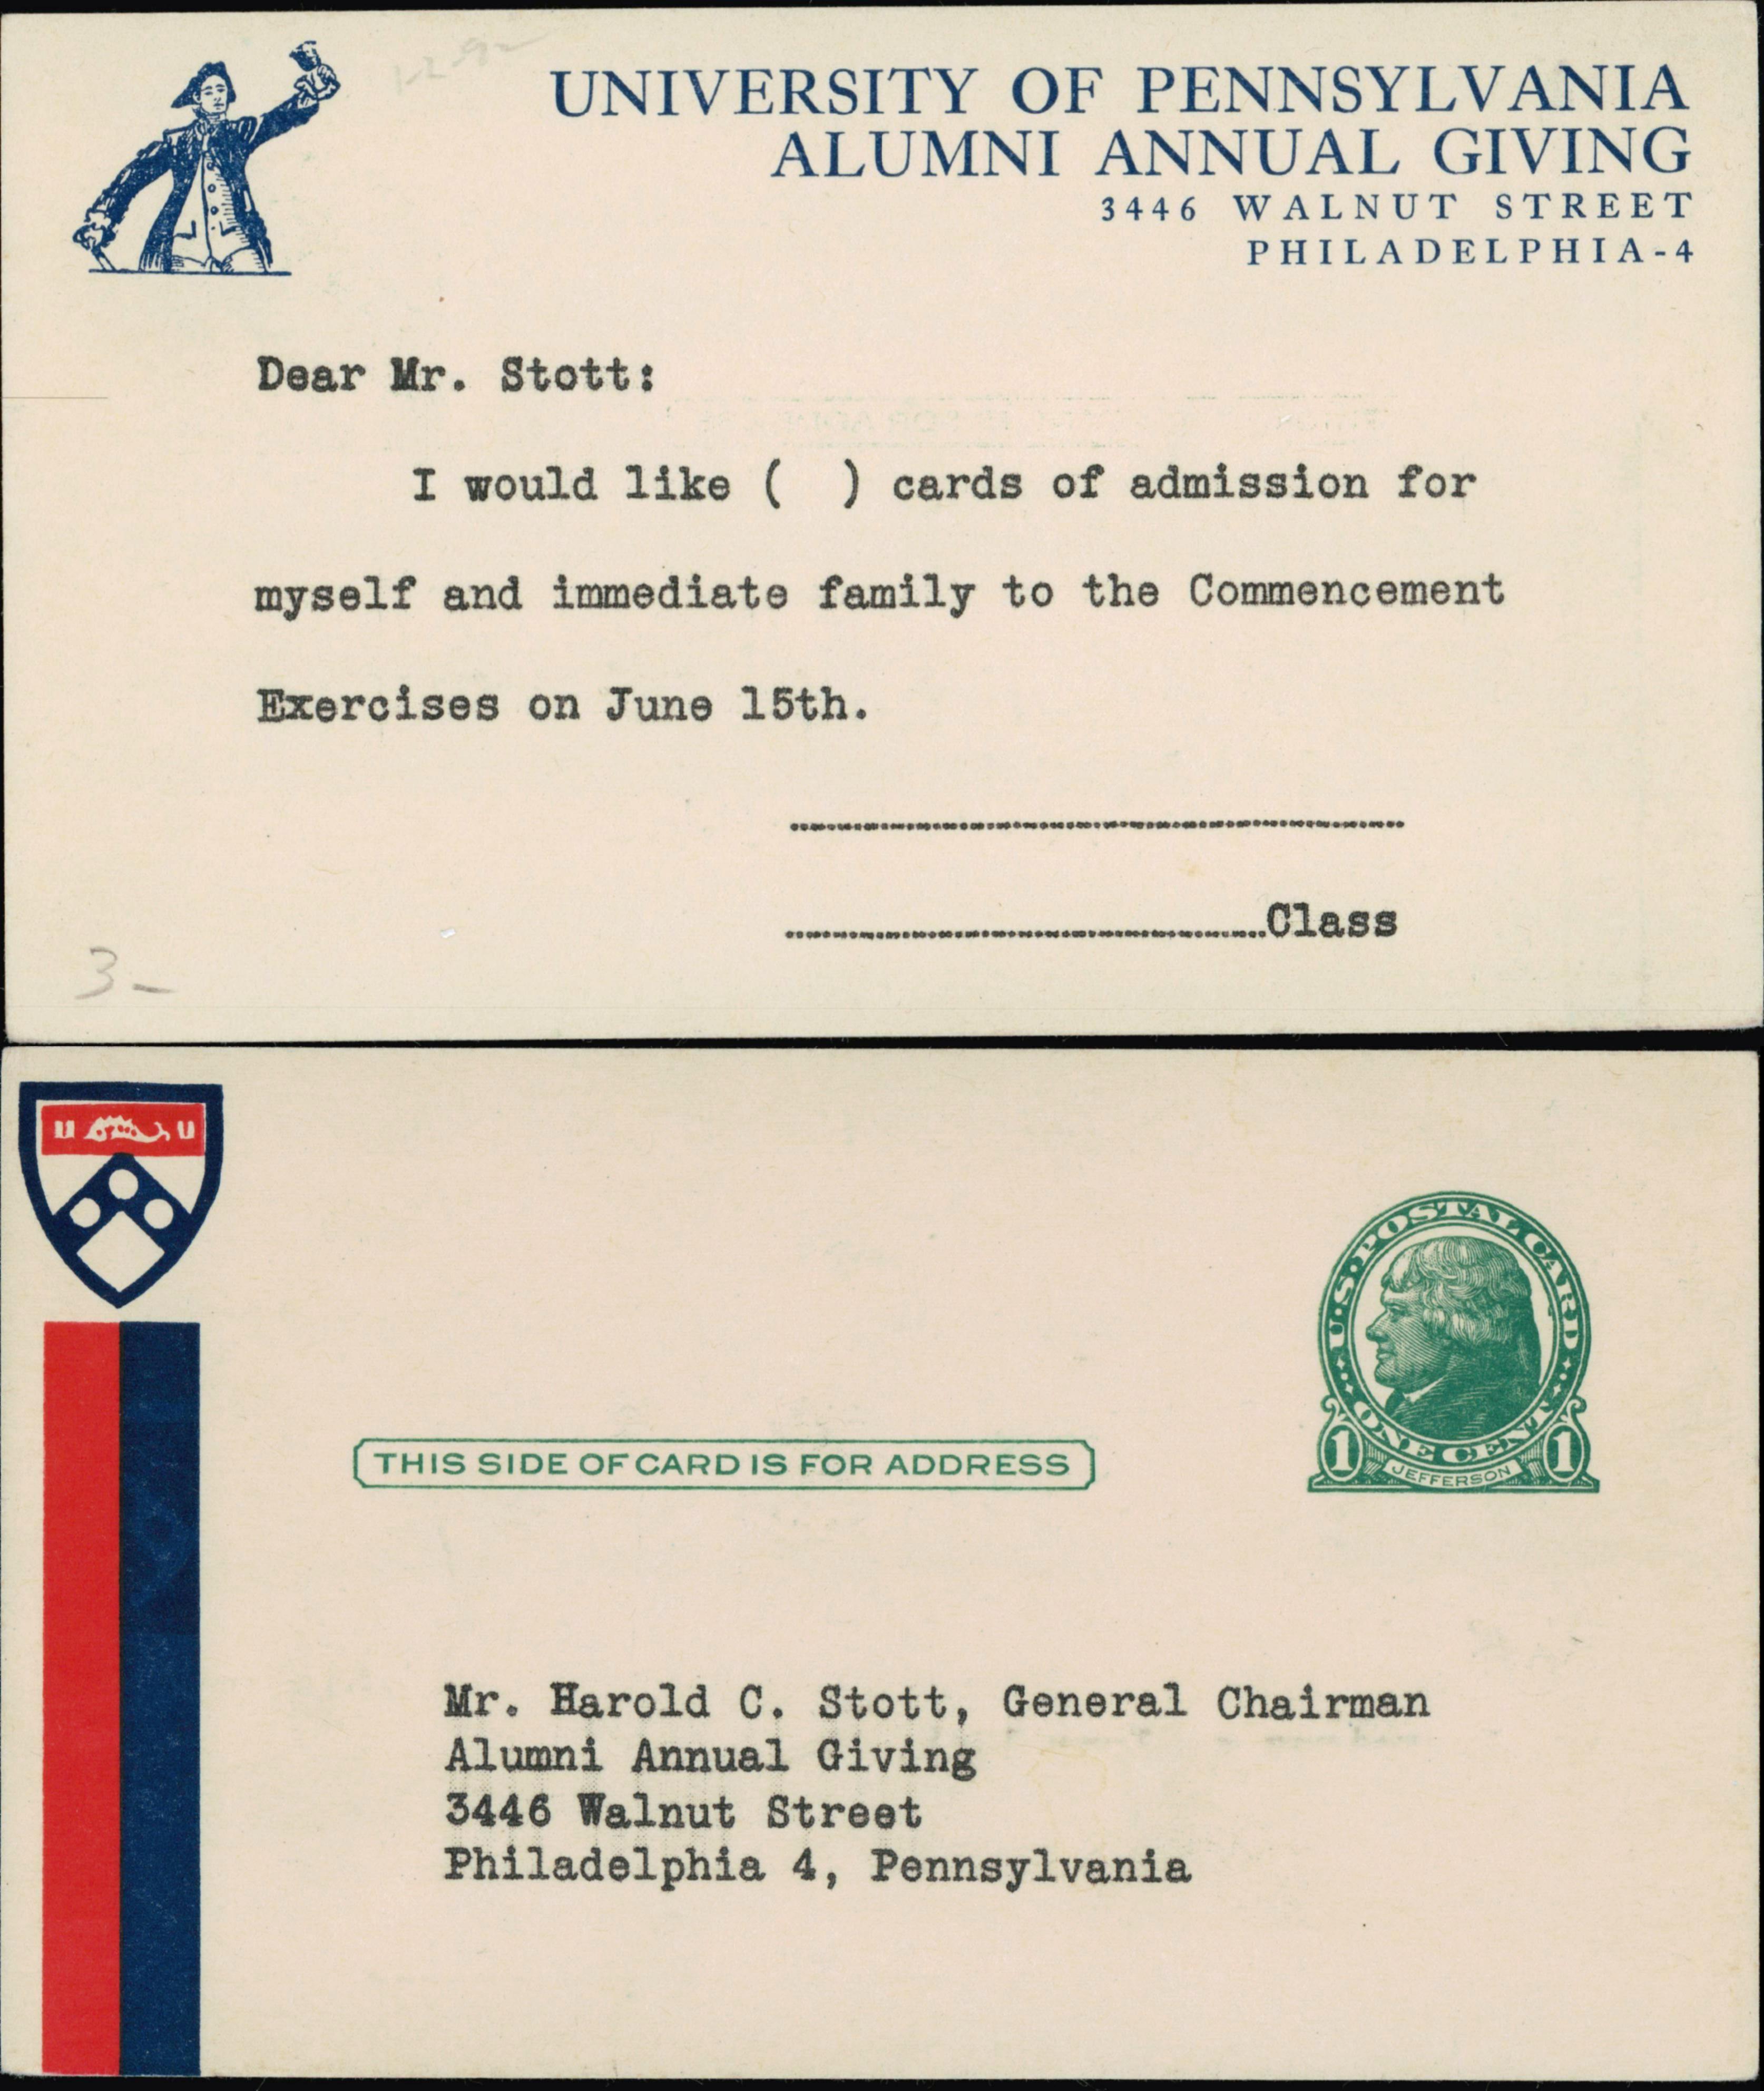 UNIVERSITY OF PENNSYLVANIA
ALUMNI ANNUAL GIVING
3446 WALNUT STREET
PHILADELPHIA-4
Dear Mr. Stott:
I would like (  ) cards of admission for
myself and immediate family to the Commencement
Exercises on June 15th.
Class
3-
U.S. POSTAL CARD
ONE CENT
1 1
JEFFERSON
THIS SIDE OF CARD IS FOR ADDRESS
Mr. Harold C. Stott, General Chairman
Alumni Annual Giving
3446 Walnut Street
Philadelphia 4, Pennsylvania